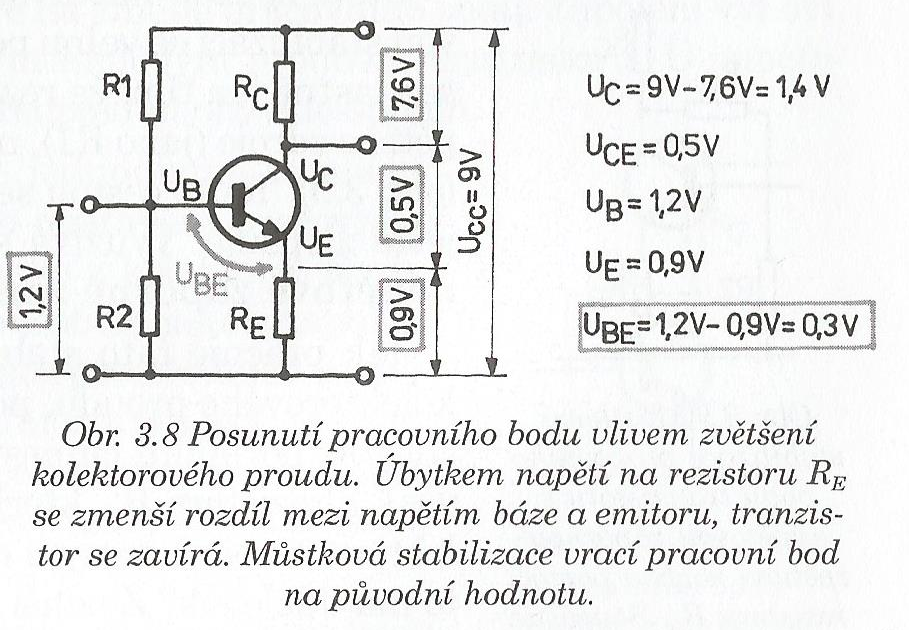 R1
RC
7,6V
UB
UC
0,5V
UCC= 9V
UE
UBE
1,2V
R2
RE
0,9V
UC = 9V-7,6V= 1,4 V
UCE = 0,5V
UB = 1,2V
UE = 0,9V
UBE=1,2V- 0,9V= 0,3V
Obr. 3.8 Posunutí pracovního bodu vlivem zvětšení
kolektorového proudu. Úbytkem napětí na rezistoru RE
se zmenší rozdíl mezi napětím báze a emitoru, tranzis-
tor se zavírá. Můstková stabilizace vrací pracovní bod
na původní hodnotu.